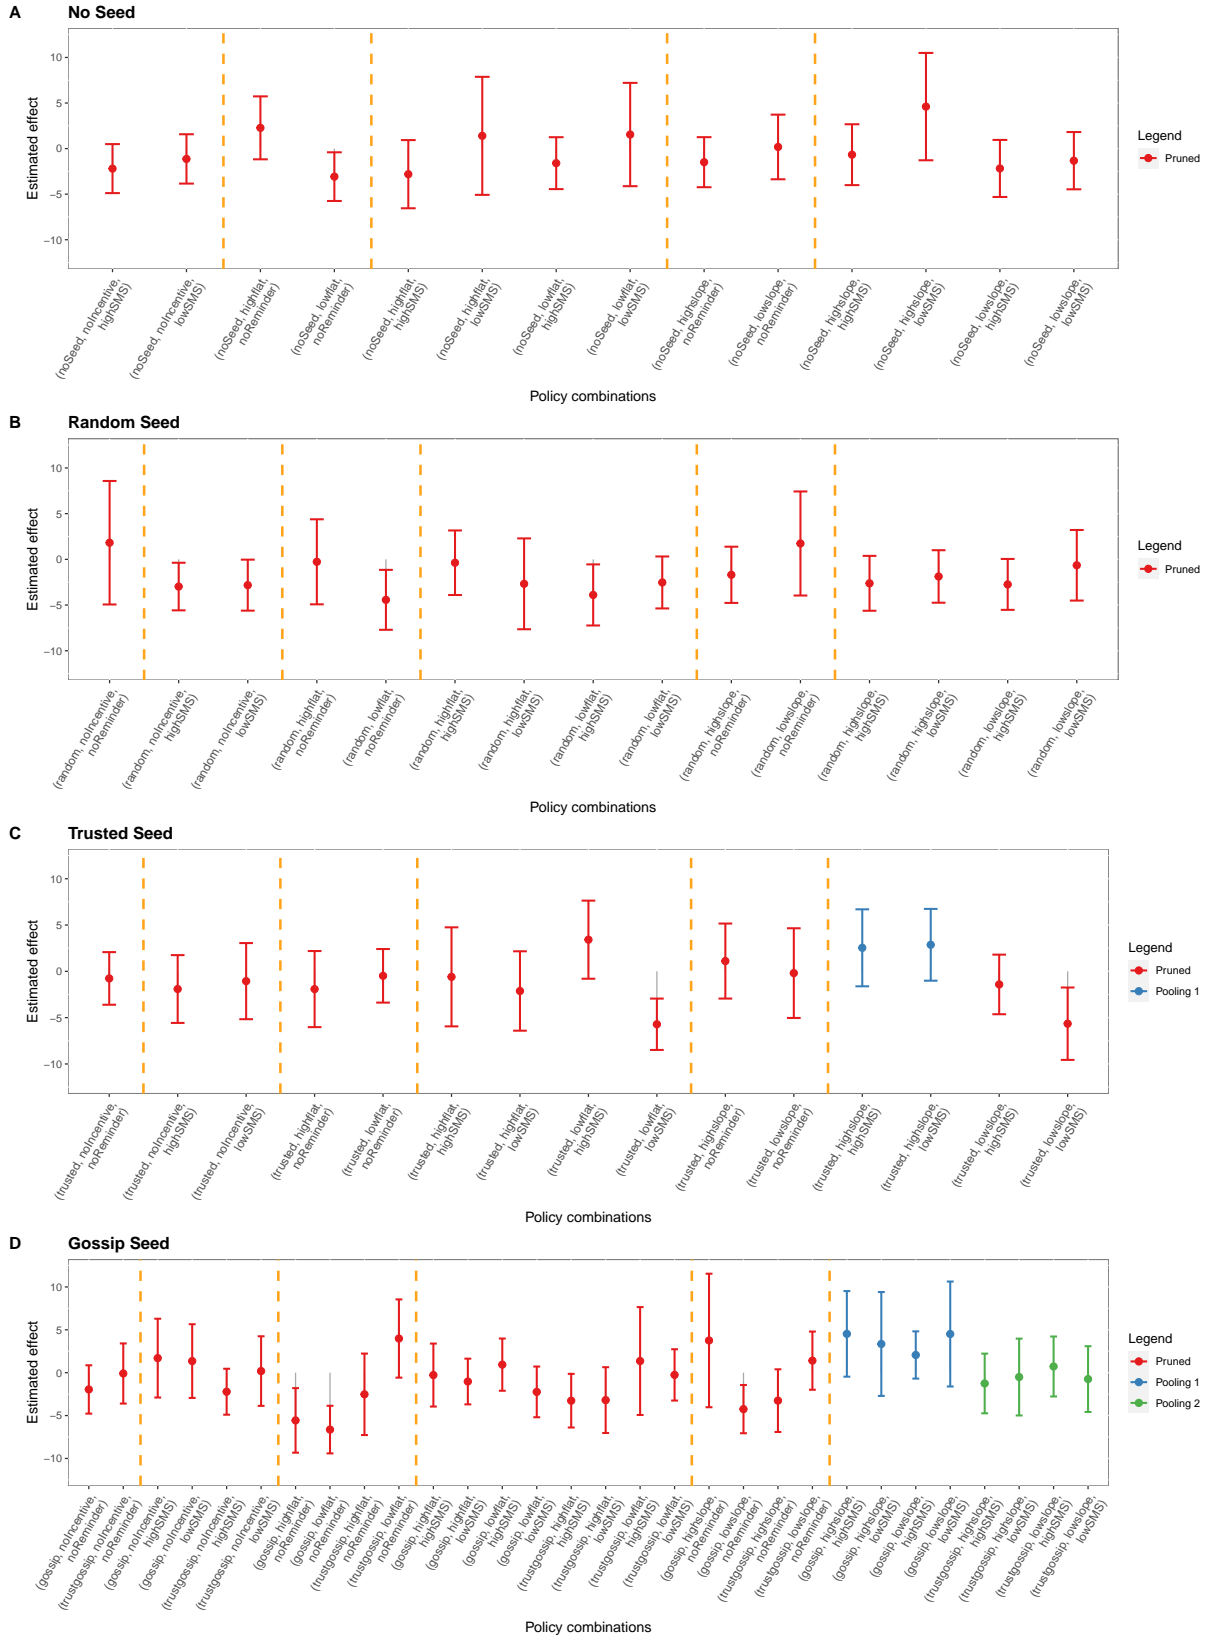 A No Seed
10
5
0
−5
−10
Estimated effect
(noSeed, noIncentive,
highSMS)
(noSeed, noIncentive,
lowSMS)
(noSeed, highflat,
noReminder)
(noSeed, lowflat,
noReminder)
(noSeed, highflat,
highSMS)
(noSeed, highflat,
lowSMS)
(noSeed, lowflat,
highSMS)
(noSeed, lowflat,
lowSMS)
(noSeed, highslope,
noReminder)
(noSeed, lowslope,
noReminder)
(noSeed, highslope,
highSMS)
(noSeed, highslope,
lowSMS)
(noSeed, lowslope,
highSMS)
(noSeed, lowslope,
lowSMS)
Policy combinations
Legend
Pruned
B Random Seed
10
5
0
−5
−10
Estimated effect
(random, noIncentive,
noReminder)
(random, noIncentive,
highSMS)
(random, noIncentive,
lowSMS)
(random, highflat,
noReminder)
(random, lowflat,
noReminder)
(random, highflat,
highSMS)
(random, highflat,
lowSMS)
(random, lowflat,
highSMS)
(random, lowflat,
lowSMS)
(random, highslope,
noReminder)
(random, lowslope,
noReminder)
(random, highslope,
highSMS)
(random, highslope,
lowSMS)
(random, lowslope,
highSMS)
(random, lowslope,
lowSMS)
Policy combinations
Legend
Pruned
C Trusted Seed
10
5
0
−5
−10
Estimated effect
(trusted, noIncentive,
noReminder)
(trusted, noIncentive,
highSMS)
(trusted, noIncentive,
lowSMS)
(trusted, highflat,
noReminder)
(trusted, lowflat,
noReminder)
(trusted, highflat,
highSMS)
(trusted, highflat,
lowSMS)
(trusted, lowflat,
highSMS)
(trusted, lowflat,
lowSMS)
(trusted, highslope,
noReminder)
(trusted, lowslope,
noReminder)
(trusted, highslope,
highSMS)
(trusted, highslope,
lowSMS)
(trusted, lowslope,
highSMS)
(trusted, lowslope,
lowSMS)
Policy combinations
Legend
Pruned
Pooling 1
D Gossip Seed
10
5
0
−5
−10
Estimated effect
(gossip, noIncentive,
noReminder)
(trustgossip, noIncentive,
noReminder)
(gossip, noIncentive,
highSMS)
(gossip, noIncentive,
lowSMS)
(trustgossip, noIncentive,
highSMS)
(trustgossip, noIncentive,
lowSMS)
(gossip, highflat,
noReminder)
(gossip, lowflat,
noReminder)
(trustgossip, highflat,
noReminder)
(trustgossip, lowflat,
noReminder)
(gossip, highflat,
highSMS)
(gossip, highflat,
lowSMS)
(gossip, lowflat,
highSMS)
(gossip, lowflat,
lowSMS)
(trustgossip, highflat,
highSMS)
(trustgossip, highflat,
lowSMS)
(trustgossip, lowflat,
highSMS)
(trustgossip, lowflat,
lowSMS)
(gossip, highslope,
noReminder)
(gossip, lowslope,
noReminder)
(trustgossip, highslope,
noReminder)
(trustgossip, lowslope,
noReminder)
(gossip, highslope,
highSMS)
(gossip, highslope,
lowSMS)
(gossip, lowslope,
highSMS)
(gossip, lowslope,
lowSMS)
(trustgossip, highslope,
highSMS)
(trustgossip, highslope,
lowSMS)
(trustgossip, lowslope,
highSMS)
(trustgossip, lowslope,
lowSMS)
Policy combinations
Legend
Pruned
Pooling 1
Pooling 2